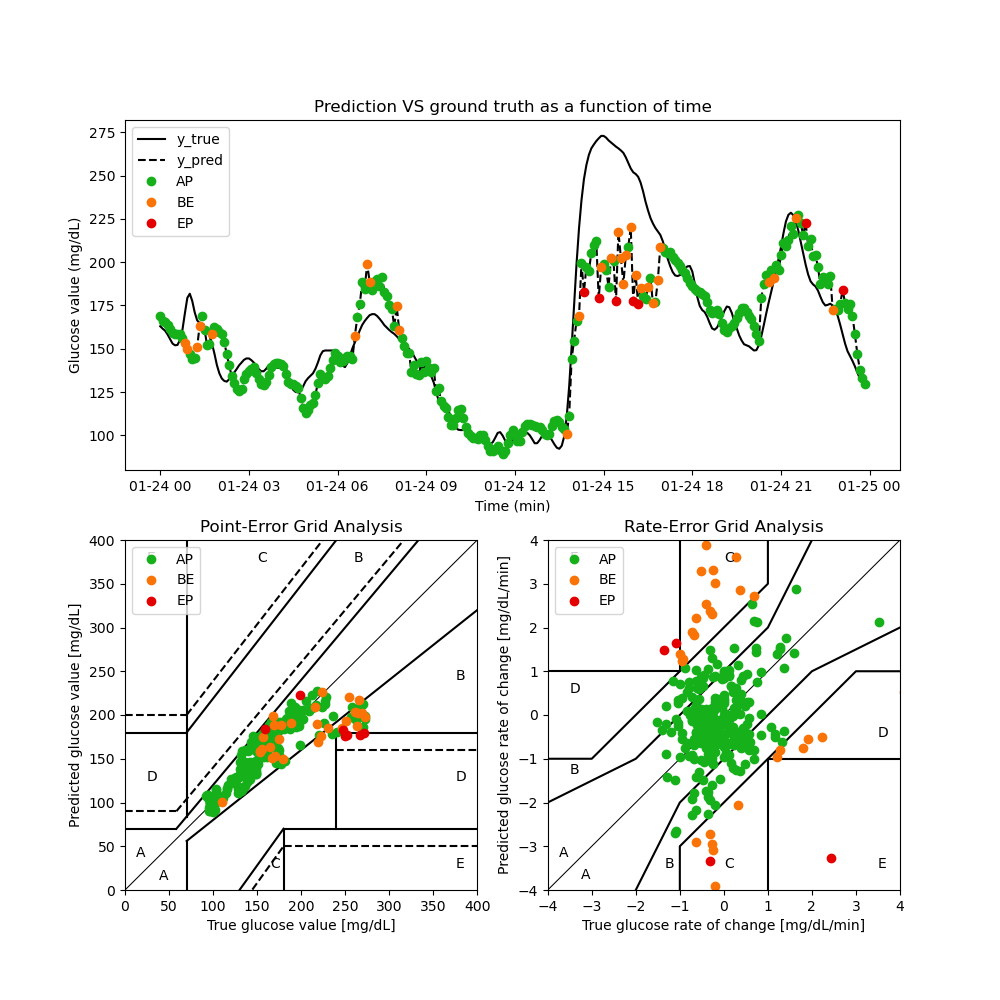 Prediction VS ground truth as a function of time
Glucose value (mg/dL)
275
250
225
200
175
150
125
100
y_true
y_pred
AP
BE
EP
01-24 00 01-24 03 01-24 06 01-24 09 01-24 12 01-24 15 01-24 18 01-24 21 01-25 00
Time (min)
Point-Error Grid Analysis
Predicted glucose value [mg/dL]
400
350
300
250
200
150
100
50
0
AP
BE
EP
C
B
B
D
D
A
A
C
E
0 50 100 150 200 250 300 350 400
True glucose value [mg/dL]
Rate-Error Grid Analysis
Predicted glucose rate of change [mg/dL/min]
4
3
2
1
0
−1
−2
−3
−4
AP
BE
EP
C
D
D
B
A
A
B
C
E
−4 −3 −2 −1 0 1 2 3 4
True glucose rate of change [mg/dL/min]